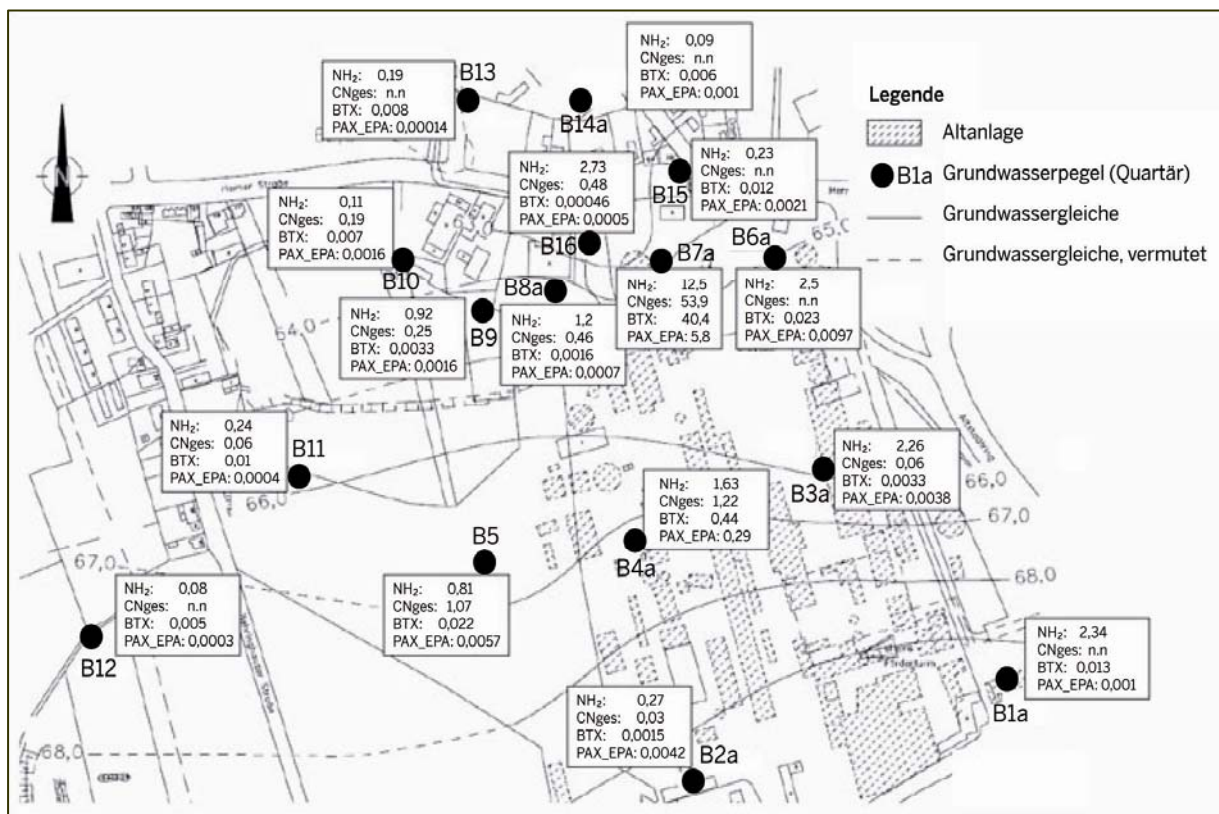 NH₂: 0,09
CNges: n.n
BTX: 0,006
PAX_EPA: 0,001
B14a
NH₂: 0,19
CNges: n.n
BTX: 0,008
PAX_EPA: 0,00014
B13
Legende
Altanlage
B1a Grundwasserpegel (Quartär)
Grundwassergleiche
Grundwassergleiche, vermutet
N
NH₂: 2,73
CNges: 0,48
BTX: 0,00046
PAX_EPA: 0,0005
B16
NH₂: 0,23
CNges: n.n
BTX: 0,012
PAX_EPA: 0,0021
B15
NH₂: 0,11
CNges: 0,19
BTX: 0,007
PAX_EPA: 0,0016
B10
65,0
B7a
NH₂: 12,5
CNges: 53,9
BTX: 40,4
PAX_EPA: 5,8
B6a
NH₂: 2,5
CNges: n.n
BTX: 0,023
PAX_EPA: 0,0097
B8a
NH₂: 1,2
CNges: 0,46
BTX: 0,0016
PAX_EPA: 0,0007
64,0
NH₂: 0,92
CNges: 0,25
BTX: 0,0033
PAX_EPA: 0,0016
B9
NH₂: 0,24
CNges: 0,06
BTX: 0,01
PAX_EPA: 0,0004
B11
66,0
NH₂: 2,26
CNges: 0,06
BTX: 0,0033
PAX_EPA: 0,0038
B3a
66,0
NH₂: 1,63
CNges: 1,22
BTX: 0,44
PAX_EPA: 0,29
B4a
67,0
B5
NH₂: 0,81
CNges: 1,07
BTX: 0,022
PAX_EPA: 0,0057
67,0
68,0
NH₂: 0,08
CNges: n.n
BTX: 0,005
PAX_EPA: 0,0003
B12
NH₂: 2,34
CNges: n.n
BTX: 0,013
PAX_EPA: 0,001
B1a
NH₂: 0,27
CNges: 0,03
BTX: 0,0015
PAX_EPA: 0,0042
B2a
68,0